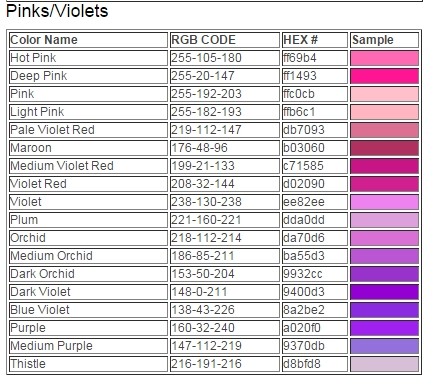 Pinks/Violets
Color Name RGB CODE HEX # Sample
Hot Pink 255-105-180 ff69b4
Deep Pink 255-20-147 ff1493
Pink 255-192-203 ffc0cb
Light Pink 255-182-193 ffb6c1
Pale Violet Red 219-112-147 db7093
Maroon 176-48-96 b03060
Medium Violet Red 199-21-133 c71585
Violet Red 208-32-144 d02090
Violet 238-130-238 ee82ee
Plum 221-160-221 dda0dd
Orchid 218-112-214 da70d6
Medium Orchid 186-85-211 ba55d3
Dark Orchid 153-50-204 9932cc
Dark Violet 148-0-211 9400d3
Blue Violet 138-43-226 8a2be2
Purple 160-32-240 a020f0
Medium Purple 147-112-219 9370db
Thistle 216-191-216 d8bfd8